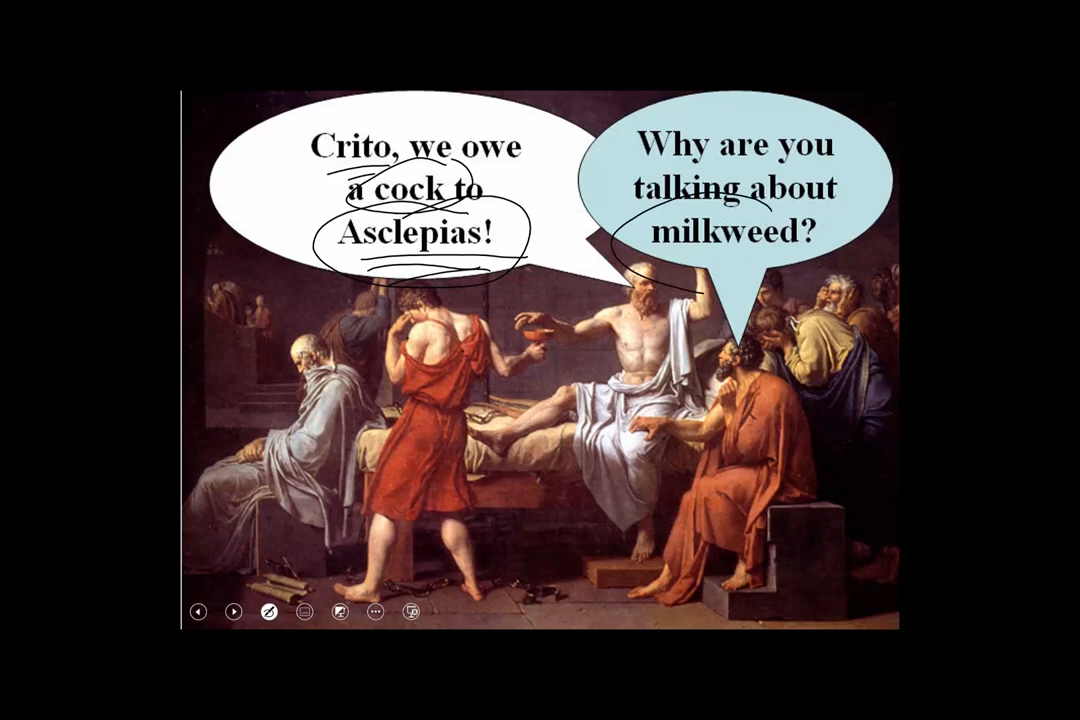 Crito, we owe
a cock to
Asclepias!
Why are you
talking about
milkweed?